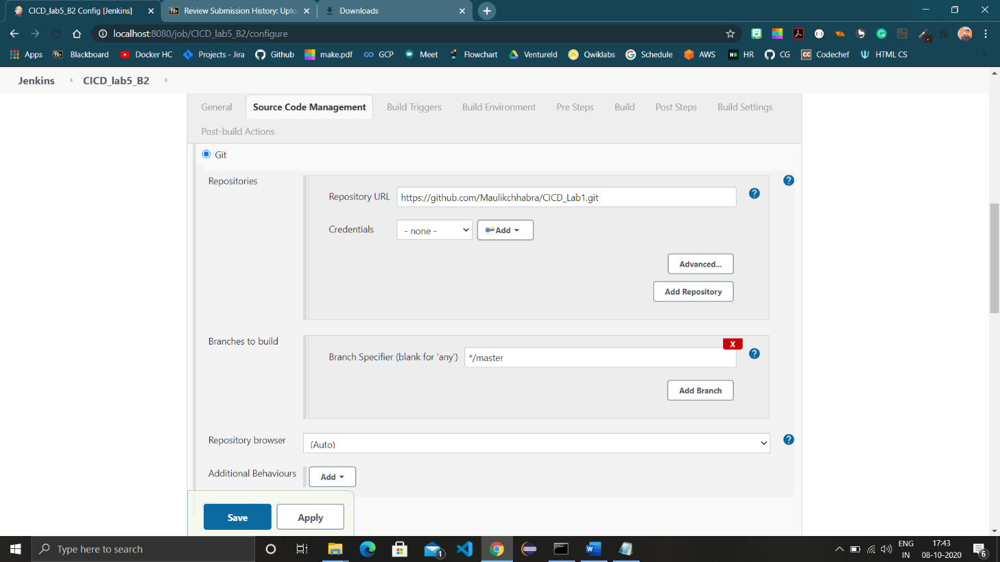 CICD_lab5_B2 Config [Jenkins]
Bb Review Submission History: Uplo
Downloads
localhost:8080/job/CICD_lab5_B2/configure
Apps Bb Blackboard Docker HC Projects - Jira Github make.pdf GCP Meet Flowchart Ventureld Qwiklabs Schedule AWS HR CG CC Codechef HTML CS
Jenkins CICD_lab5_B2
General Source Code Management Build Triggers Build Environment Pre Steps Build Post Steps Build Settings
Post-build Actions
Git
Repositories
?
Repository URL https://github.com/Maulikchhabra/CICD_Lab1.git ?
Credentials - none - Add
Advanced...
Add Repository
Branches to build
X
Branch Specifier (blank for 'any') */master ?
Add Branch
Repository browser (Auto) ?
Additional Behaviours Add
Save Apply
Type here to search
1
ENG
IN
17:43
08-10-2020
6